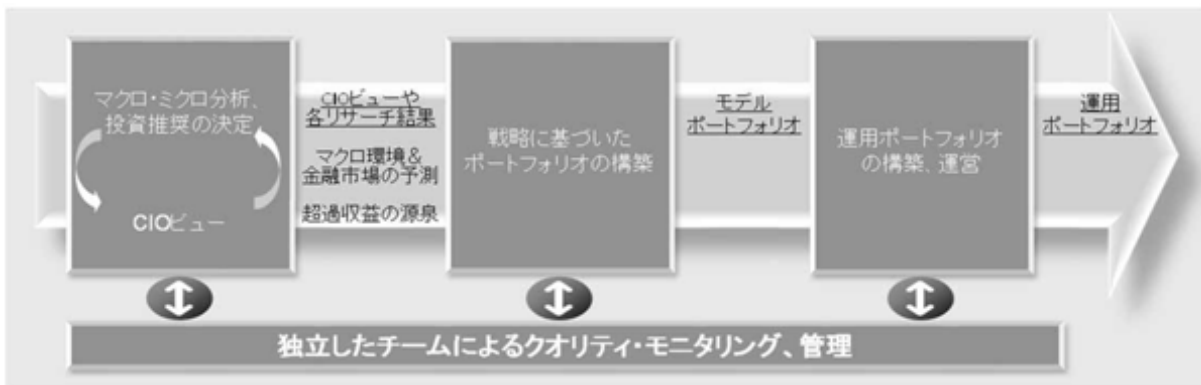 マクロ・ミクロ分析、
投資推奨の決定
CIOビュー
CIOビューや
各リサーチ結果
マクロ環境&
金融市場の予測
超過収益の源泉
戦略に基づいた
ポートフォリオの構築
モデル
ポートフォリオ
運用ポートフォリオ
の構築、運営
運用
ポートフォリオ
独立したチームによるクオリティ・モニタリング、管理